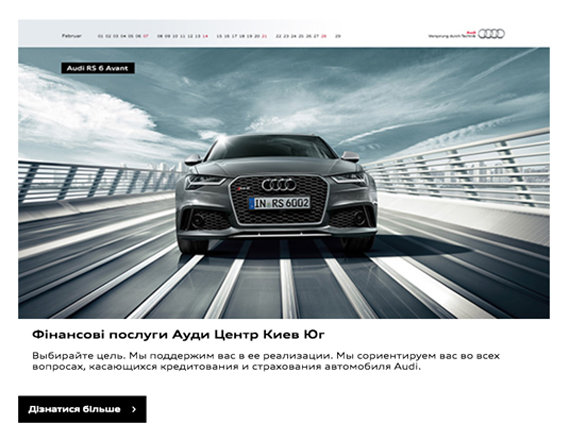 Februar 01 02 03 04 05 06 07 08 09 10 11 12 13 14 15 16 17 18 19 20 21 22 23 24 25 26 27 28 29
Audi
Vorsprung durch Technik
Audi RS 6 Avant
IN RS 6002
Фінансові послуги Ауди Центр Киев Юг
Выбирайте цель. Мы поддержим вас в ее реализации. Мы сориентируем вас во всех
вопросах, касающихся кредитования и страхования автомобиля Audi.
Дізнатися більше